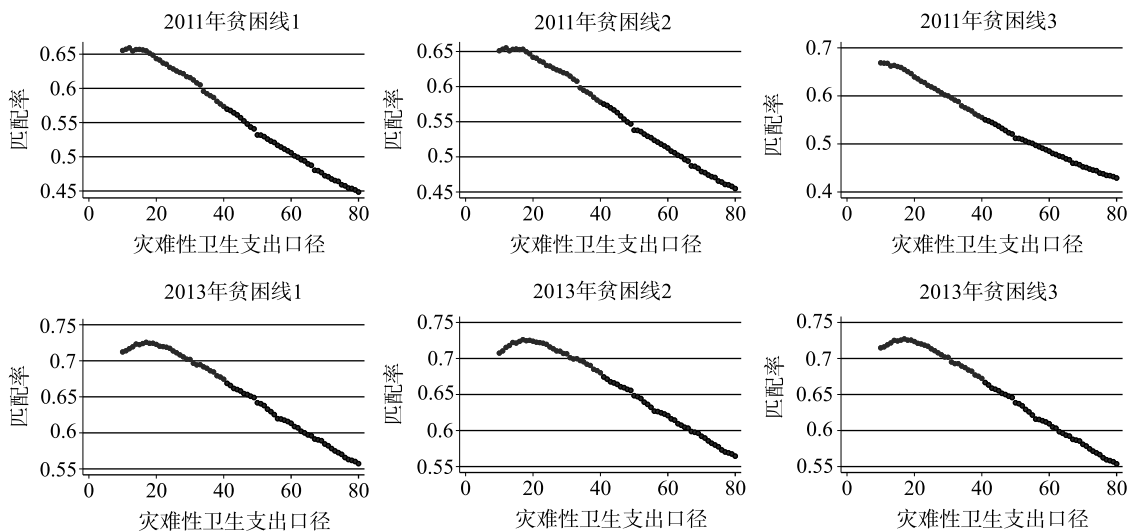 2011年贫困线1
0.65
0.6
0.55
0.5
0.45
匹配率
0 20 40 60 80
灾难性卫生支出口径
2011年贫困线2
0.65
0.6
0.55
0.5
0.45
匹配率
0 20 40 60 80
灾难性卫生支出口径
2011年贫困线3
0.7
0.6
0.5
0.4
匹配率
0 20 40 60 80
灾难性卫生支出口径
2013年贫困线1
0.75
0.7
0.65
0.6
0.55
匹配率
0 20 40 60 80
灾难性卫生支出口径
2013年贫困线2
0.75
0.7
0.65
0.6
0.55
匹配率
0 20 40 60 80
灾难性卫生支出口径
2013年贫困线3
0.75
0.7
0.65
0.6
0.55
匹配率
0 20 40 60 80
灾难性卫生支出口径